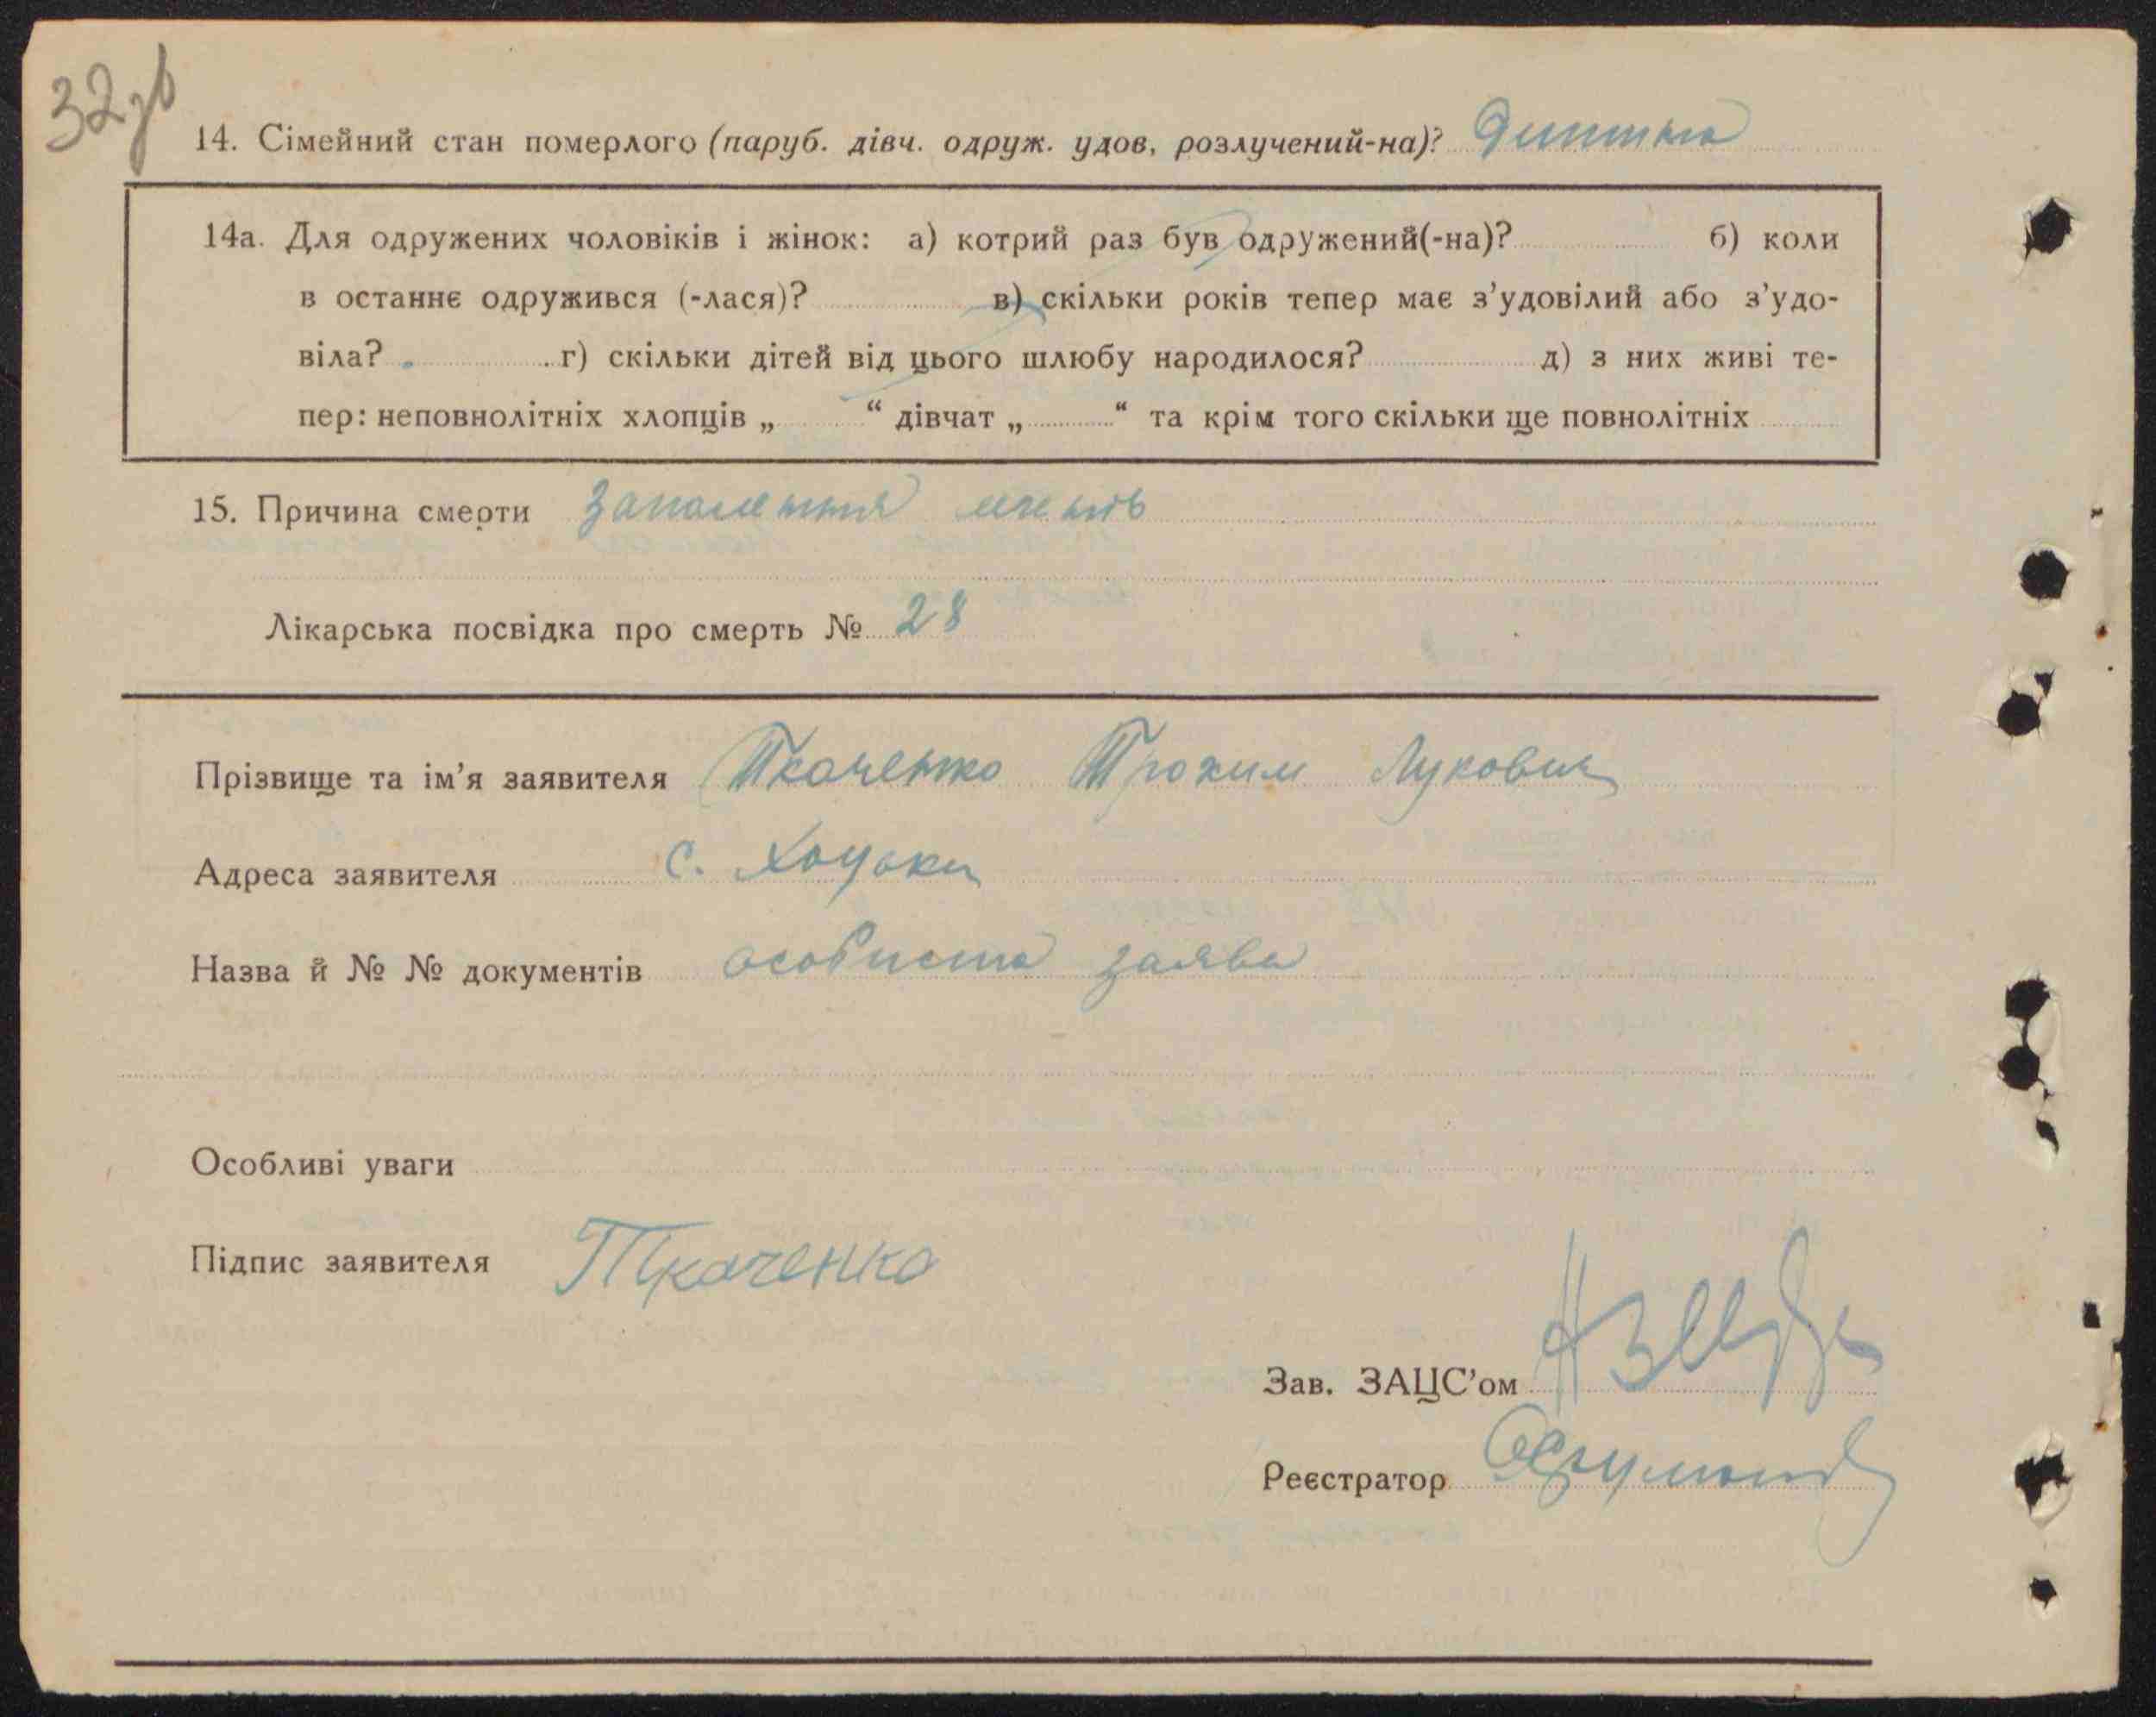 32зв
14. Сімейний стан померлого (паруб. дівч. одруж. удов, розлучений-на)? Дитина
14а. Для одружених чоловіків і жінок: а) котрий раз був одружений(-на)? б) коли
в останнє одружився (-лася)? в) скільки років тепер має з’удовілий або з’удо-
віла? г) скільки дітей від цього шлюбу народилося? д) з них живі те-
пер: неповнолітніх хлопців „ “ дівчат „ “ та крім того скільки ще повнолітніх
15. Причина смерти Запалення легенів
Лікарська посвідка про смерть № 28
Прізвище та ім’я заявителя Ткаченко Трохим Лукович
Адреса заявителя с. Хоцьки
Назва й № № документів особиста заява
Особливі уваги
Підпис заявителя Ткаченко
Зав. ЗАЦС’ом
Реєстратор